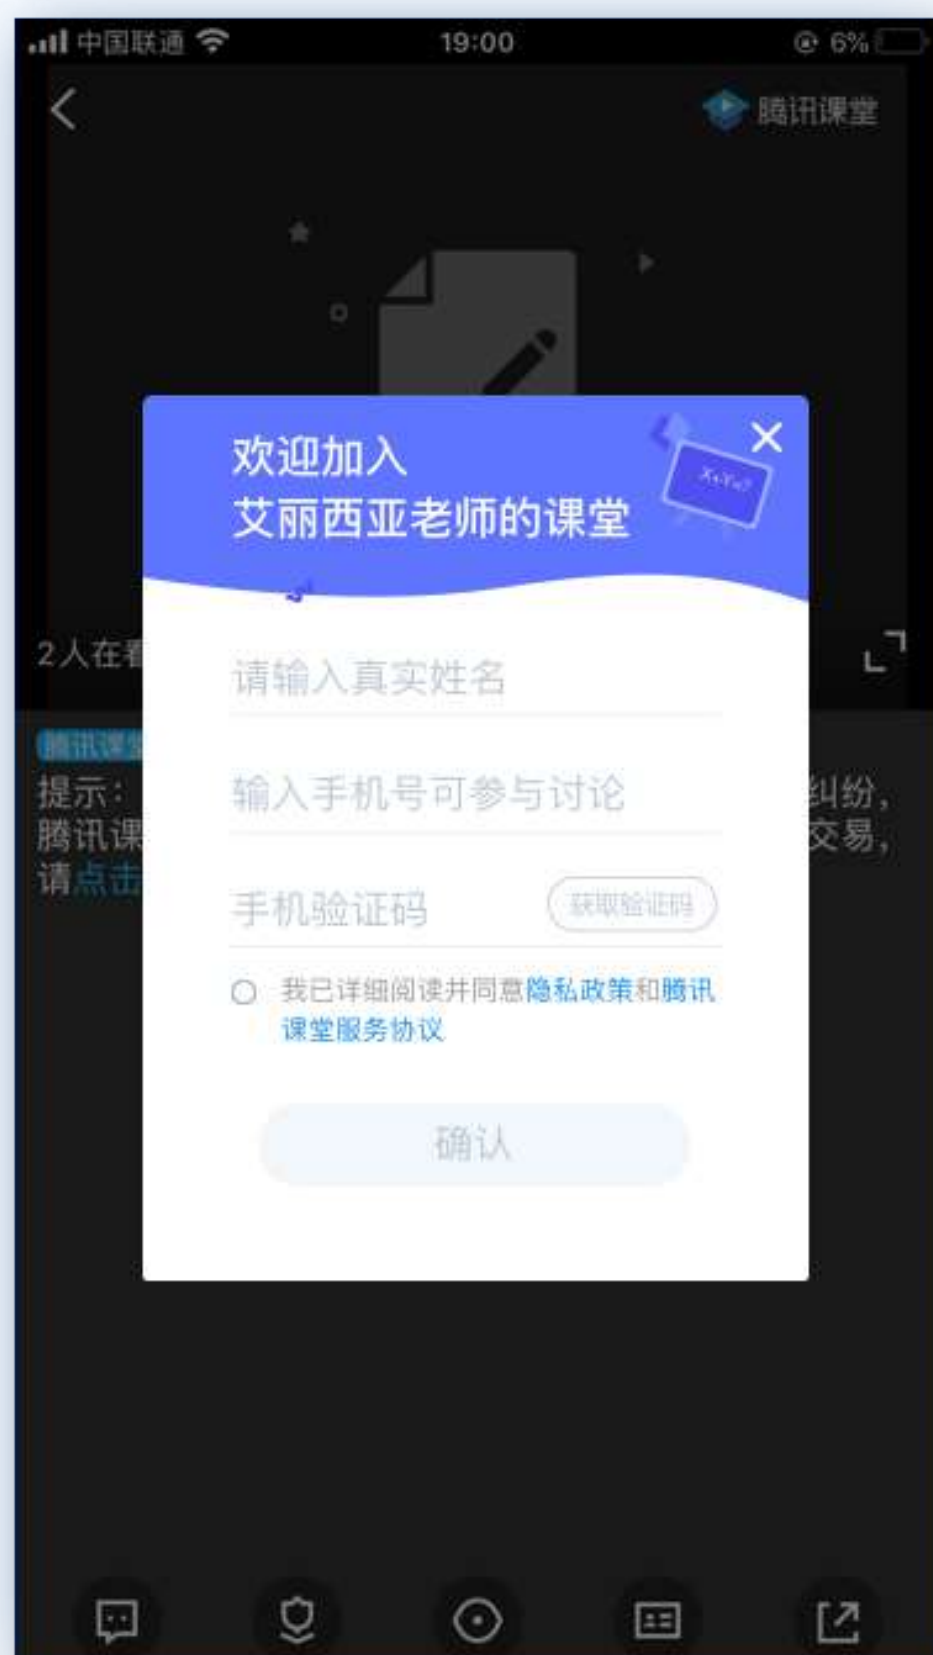 中国联通
19:00
6%
腾讯课堂
欢迎加入
艾丽西亚老师的课堂
X+Y=?
2人在看
请输入真实姓名
腾讯课堂
提示：
输入手机号可参与讨论
纠纷，
腾讯课
交易，
请点击
手机验证码
获取验证码
我已详细阅读并同意隐私政策和腾讯
课堂服务协议
确认